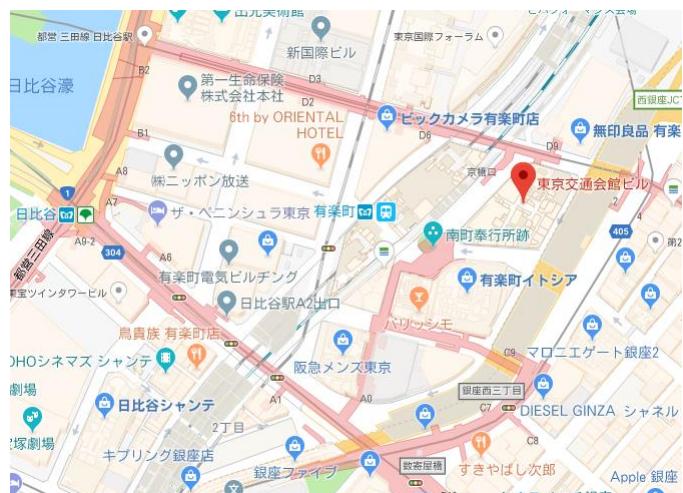 出光美術館
都営 三田線 日比谷駅
新国際ビル
東京国際フォーラム
日比谷濠
B2
第一生命保険
株式会社本社
D3
D2
西銀座JCT
6th by ORIENTAL
HOTEL
ビックカメラ有楽町店
D6
無印良品 有楽
B1
D9
A8
㈱ニッポン放送
京橋口
東京交通会館ビル
1
A7
日比谷
ザ・ペニンシュラ東京
有楽町
2
4
A9-2
南町奉行所跡
405
第2
304
A6
都営三田線
有楽町電気ビルヂング
有楽町イトシア
東宝ツインタワービル
日比谷駅A2出口
バリッシモ
鳥貴族 有楽町店
OHOシネマズ シャンテ
阪急メンズ東京
C9
マロニエゲート銀座2
劇場
銀座西三丁目
日比谷シャンテ
A1
A0
C7
DIESEL GINZA
シャネル
宝塚劇場
2丁目
C8
キプリング銀座店
銀座ファイブ
数寄屋橋
すきやばし次郎
Apple 銀座